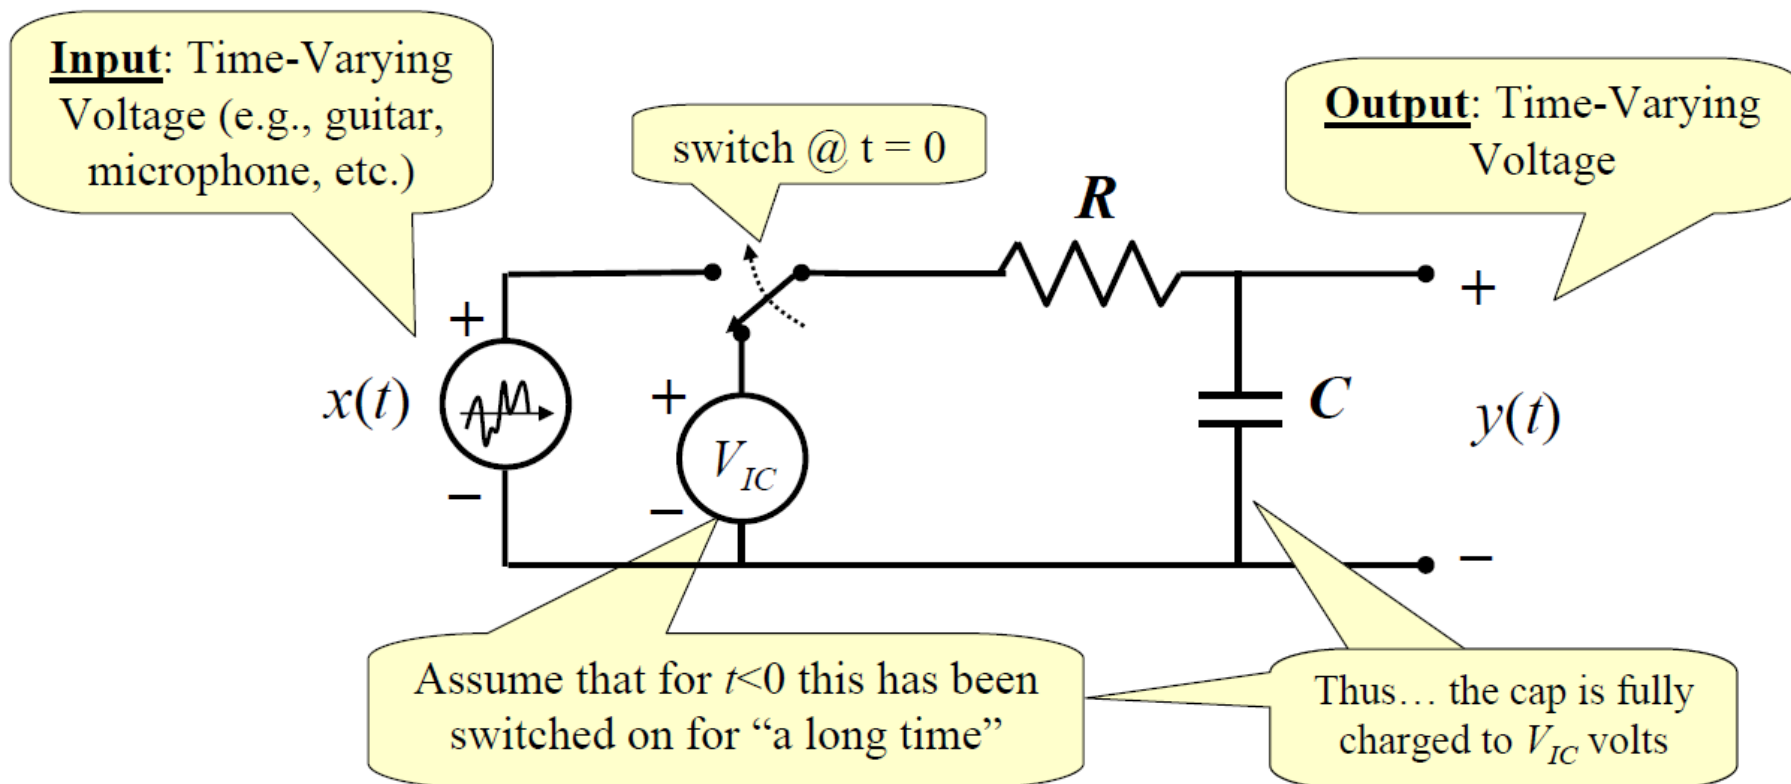 Input: Time-Varying
Voltage (e.g., guitar,
microphone, etc.)
switch @ t = 0
Output: Time-Varying
Voltage
R
+
+
x(t)
+
V_IC
C
y(t)
−
−
−
Assume that for t<0 this has been
switched on for “a long time”
Thus… the cap is fully
charged to V_IC volts